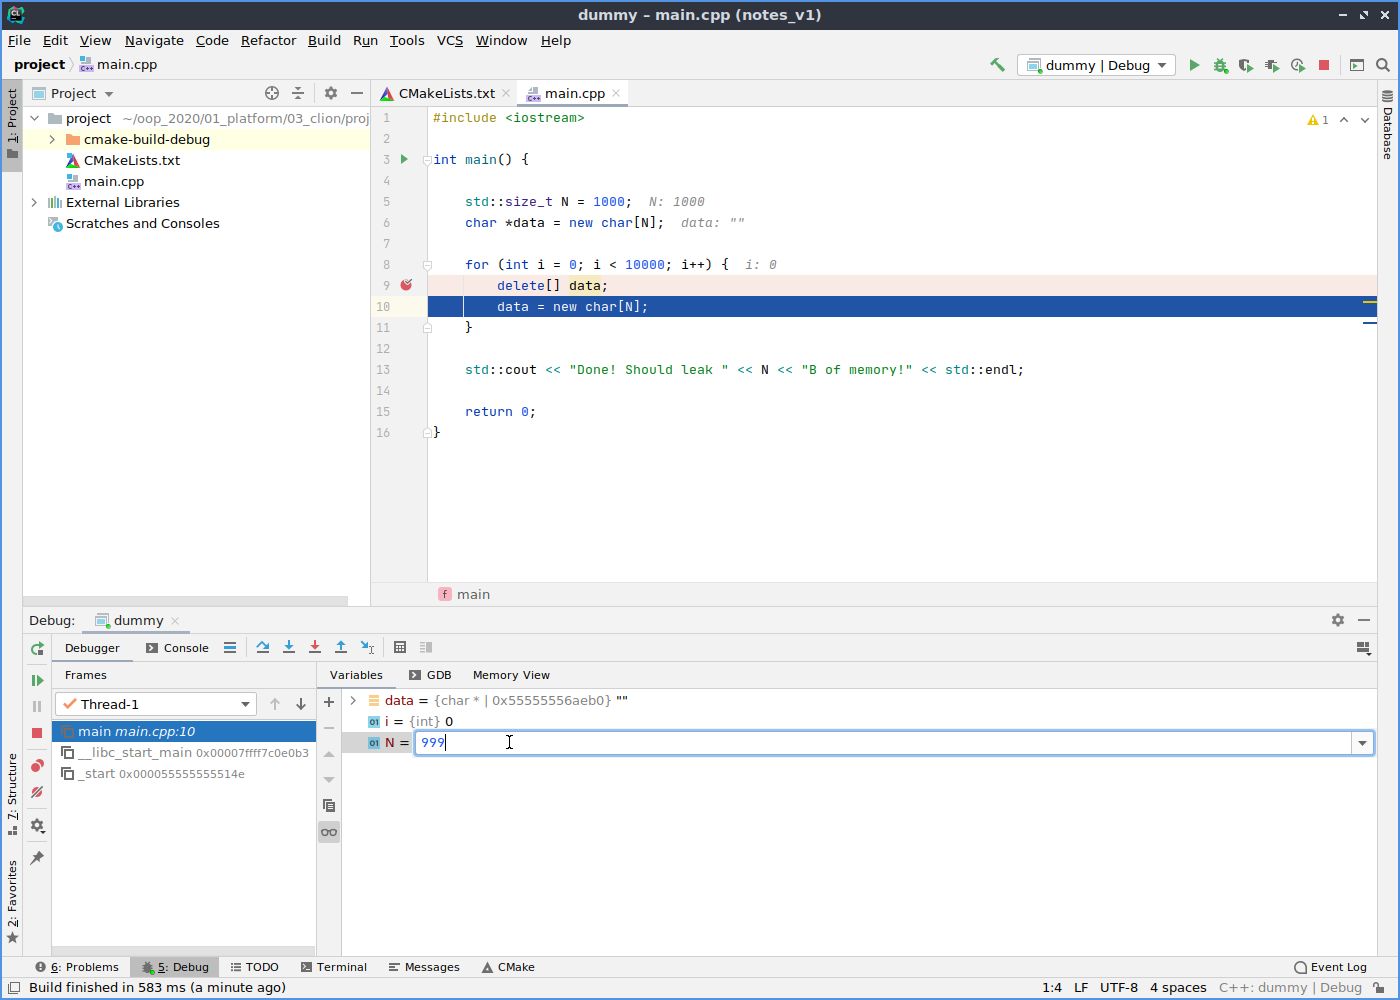 dummy – main.cpp (notes_v1)
File Edit View Navigate Code Refactor Build Run Tools VCS Window Help
project main.cpp dummy | Debug
1: Project
Project
project ~/oop_2020/01_platform/03_clion/proj
cmake-build-debug
CMakeLists.txt
main.cpp
External Libraries
Scratches and Consoles
CMakeLists.txt main.cpp
1 #include <iostream>
2
3 int main() {
4
5 std::size_t N = 1000; N: 1000
6 char *data = new char[N]; data: ""
7
8 for (int i = 0; i < 10000; i++) { i: 0
9 delete[] data;
10 data = new char[N];
11 }
12
13 std::cout << "Done! Should leak " << N << "B of memory!" << std::endl;
14
15 return 0;
16 }
1
Database
f main
Debug: dummy
Debugger Console
Frames
Thread-1
main main.cpp:10
__libc_start_main 0x00007ffff7c0e0b3
_start 0x000055555555514e
Variables GDB Memory View
data = {char * | 0x55555556aeb0} ""
01 i = {int} 0
01 N = 999
7: Structure
2: Favorites
6: Problems 5: Debug TODO Terminal Messages CMake Event Log
Build finished in 583 ms (a minute ago) 1:4 LF UTF-8 4 spaces C++: dummy | Debug